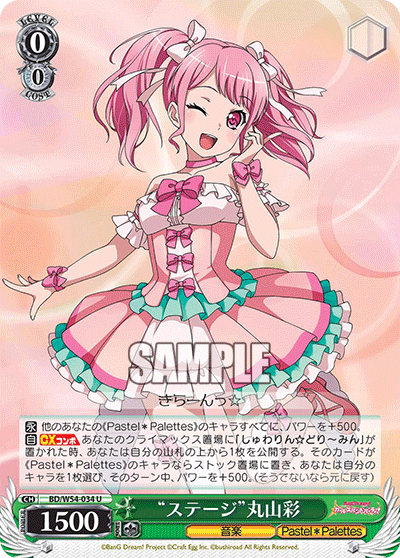 LEVEL
0
0
COST
SAMPLE
きらーんっ☆
永 他のあなたの《Pastel＊Palettes》のキャラすべてに、パワーを+500。
自 CXコンボ あなたのクライマックス置場に「しゅわりん☆どり～みん」が
置かれた時、あなたは自分の山札の上から1枚を公開する。そのカード
が《Pastel＊Palettes》のキャラならストック置場に置き、あなたは自分の
キャラを1枚選び、そのターン中、パワーを+500。(そうでないなら元に戻す)
CH BD/W54-034 U
1500
“ステージ”丸山彩
音楽
Pastel＊Palettes
©BanG Dream! Project ©Craft Egg Inc. ©bushiroad All Rights Reserved.